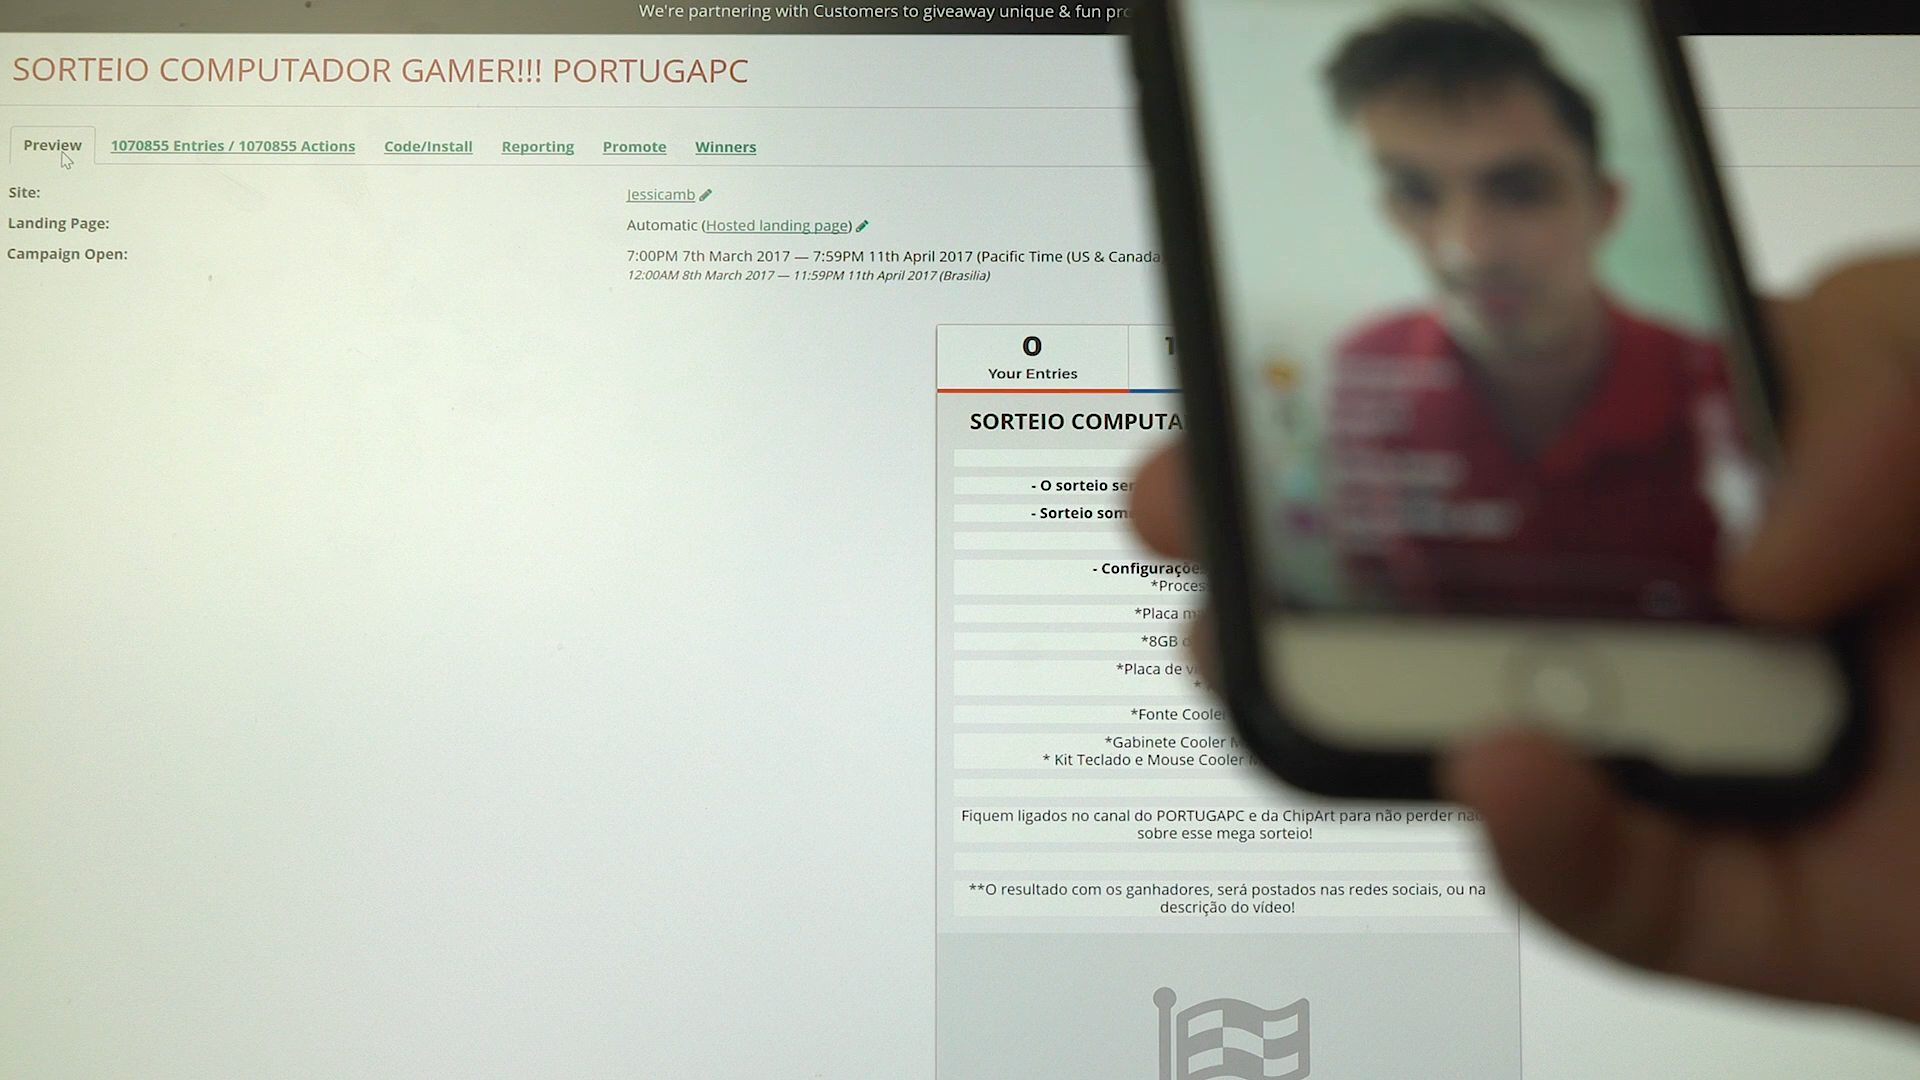 We're partnering with Customers to giveaway unique & fun
SORTEIO COMPUTADOR GAMER!!! PORTUGAPC
Preview
1070855 Entries / 1070855 Actions
Code/Install
Reporting
Promote
Winners
Site:
Jessicamb
Landing Page:
Automatic (Hosted landing page)
Campaign Open:
7:00PM 7th March 2017 — 7:59PM 11th April 2017 (Pacific Time (US & Canada
12:00AM 8th March 2017 — 11:59PM 11th April 2017 (Brasilia)
0
Your Entries
SORTEIO
- O sorteio
- Sorteio
-
*Placa
*8GB
*Placa de
*Fonte Cooler
*Gabinete Cooler
* Kit Teclado e Mouse Cooler
Fiquem ligados no canal do PORTUGAPC e da ChipArt para não perder
sobre esse mega sorteio!
**O resultado com os ganhadores, será postados nas redes sociais, ou na
descrição do vídeo!